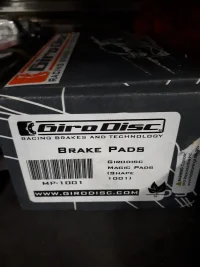 GiroDisc
RACING BRAKES AND TECHNOLOGY
BRAKE PADS
GIRODISC
MAGIC PADS
(SHAPE
1001)
MP-1001
WWW.GIRODISC.COM